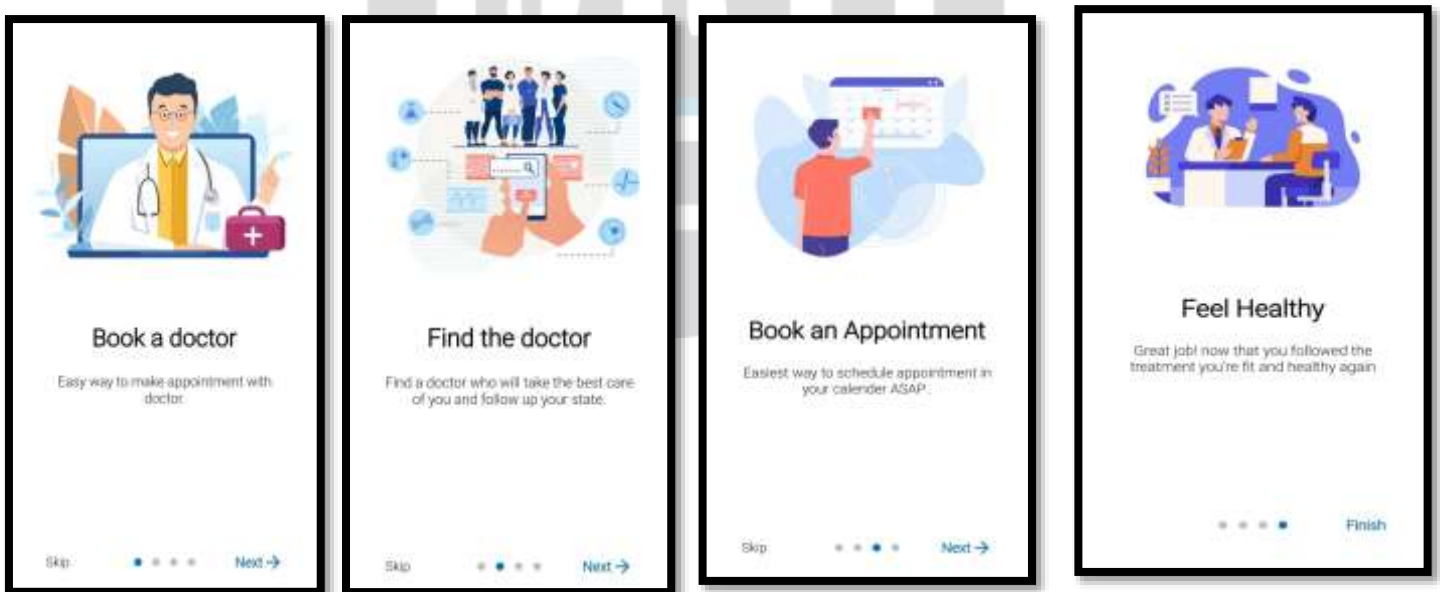 Book a doctor
Easy way to make appointment with
doctor.
Skip
Next →
Find the doctor
Find a doctor who will take the best care
of you and follow up your state.
Skip
Next →
Book an Appointment
Easiest way to schedule appointment in
your calender ASAP.
Skip
Next →
Feel Healthy
Great job! now that you followed the
treatment you're fit and healthy again
Finish